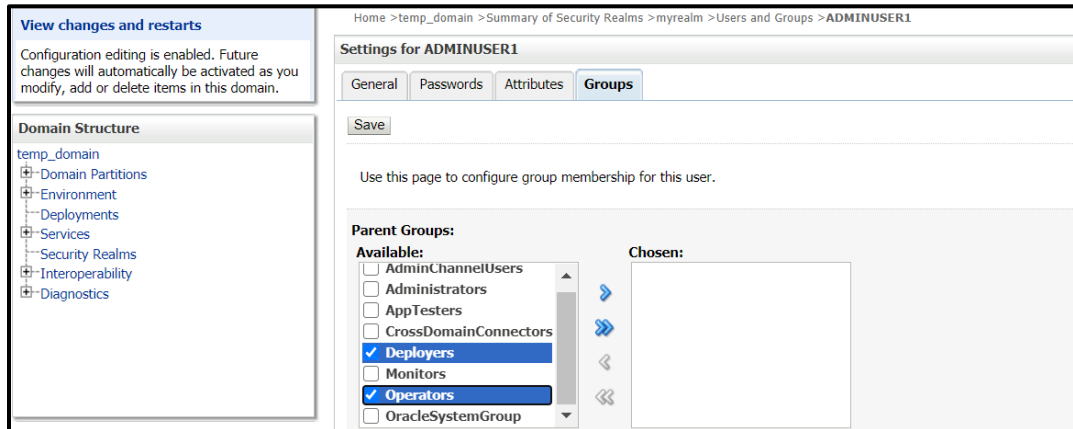 View changes and restarts
Configuration editing is enabled. Future
changes will automatically be activated as you
modify, add or delete items in this domain.
Domain Structure
temp_domain
Domain Partitions
Environment
Deployments
Services
Security Realms
Interoperability
Diagnostics
Home >temp_domain >Summary of Security Realms >myrealm >Users and Groups >ADMINUSER1
Settings for ADMINUSER1
General Passwords Attributes Groups
Save
Use this page to configure group membership for this user.
Parent Groups:
Available: Chosen:
AdminChannelUsers
Administrators
AppTesters
CrossDomainConnectors
Deployers
Monitors
Operators
OracleSystemGroup